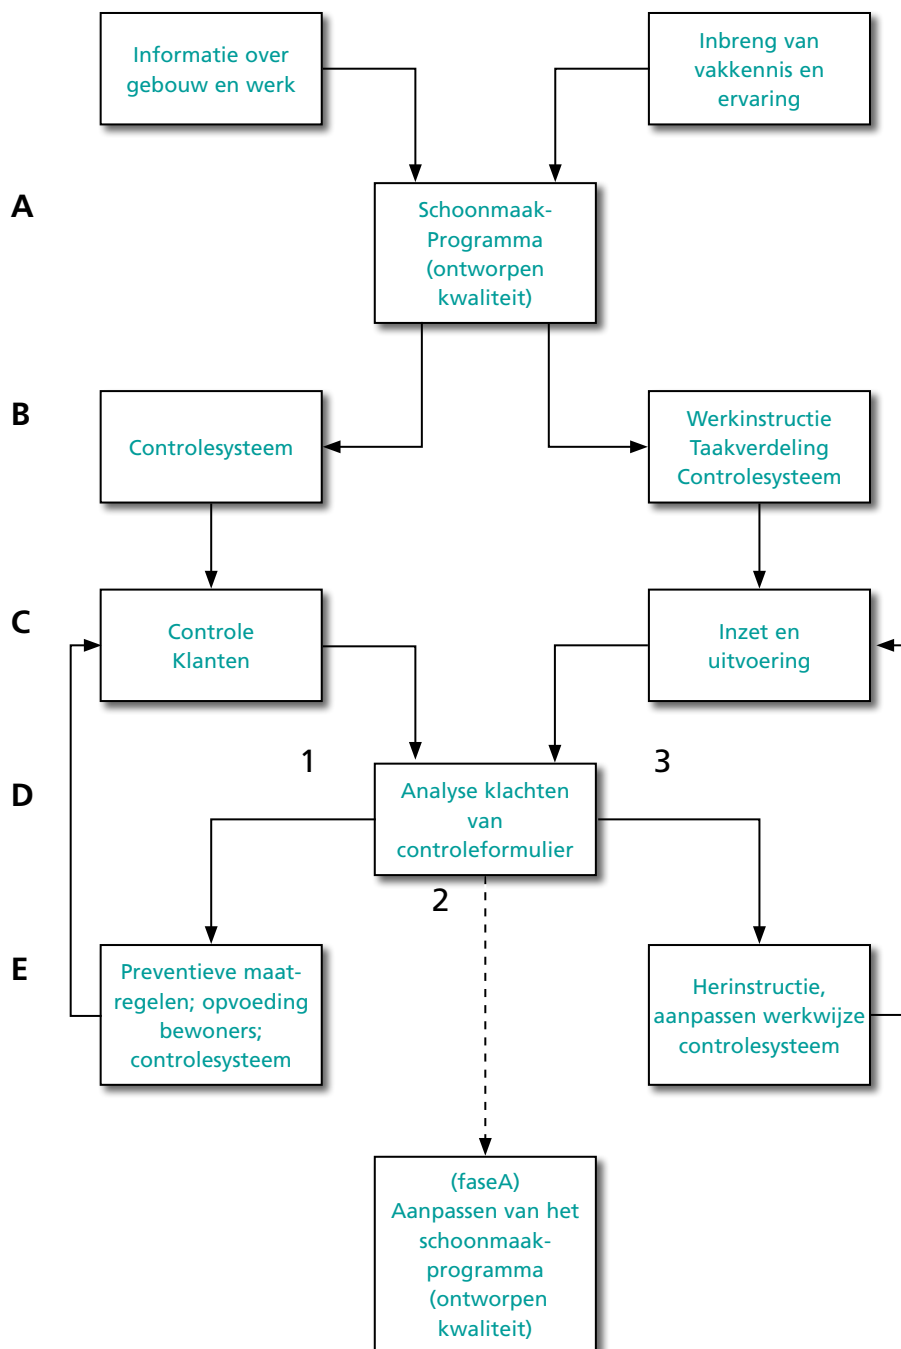 Informatie over
gebouw en werk
Inbreng van
vakkennis en
ervaring
A
Schoonmaak-
Programma
(ontworpen
kwaliteit)
B
Controlesysteem
Werkinstructie
Taakverdeling
Controlesysteem
C
Controle
Klanten
Inzet en
uitvoering
1
3
D
Analyse klachten
van
controleformulier
2
E
Preventieve maat-
regelen; opvoeding
bewoners;
controlesysteem
Herinstructie,
aanpassen werkwijze
controlesysteem
(faseA)
Aanpassen van het
schoonmaak-
programma
(ontworpen
kwaliteit)